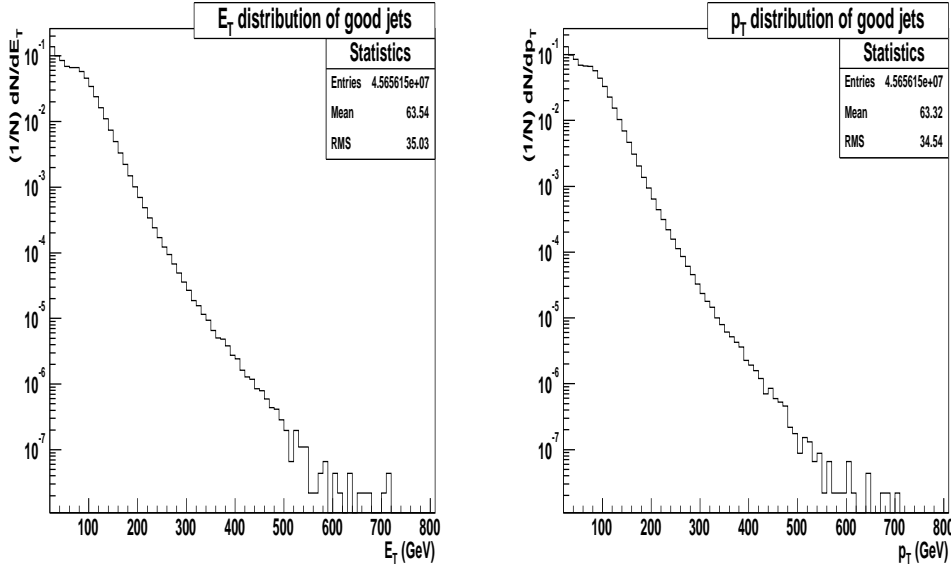 E_T distribution of good jets
Statistics
Entries 4.565615e+07
Mean 63.54
RMS 35.03
(1/N) dN/dE_T
10^-1
10^-2
10^-3
10^-4
10^-5
10^-6
10^-7
100 200 300 400 500 600 700 800
E_T (GeV)
p_T distribution of good jets
Statistics
Entries 4.565615e+07
Mean 63.32
RMS 34.54
(1/N) dN/dp_T
10^-1
10^-2
10^-3
10^-4
10^-5
10^-6
10^-7
100 200 300 400 500 600 700 800
p_T (GeV)